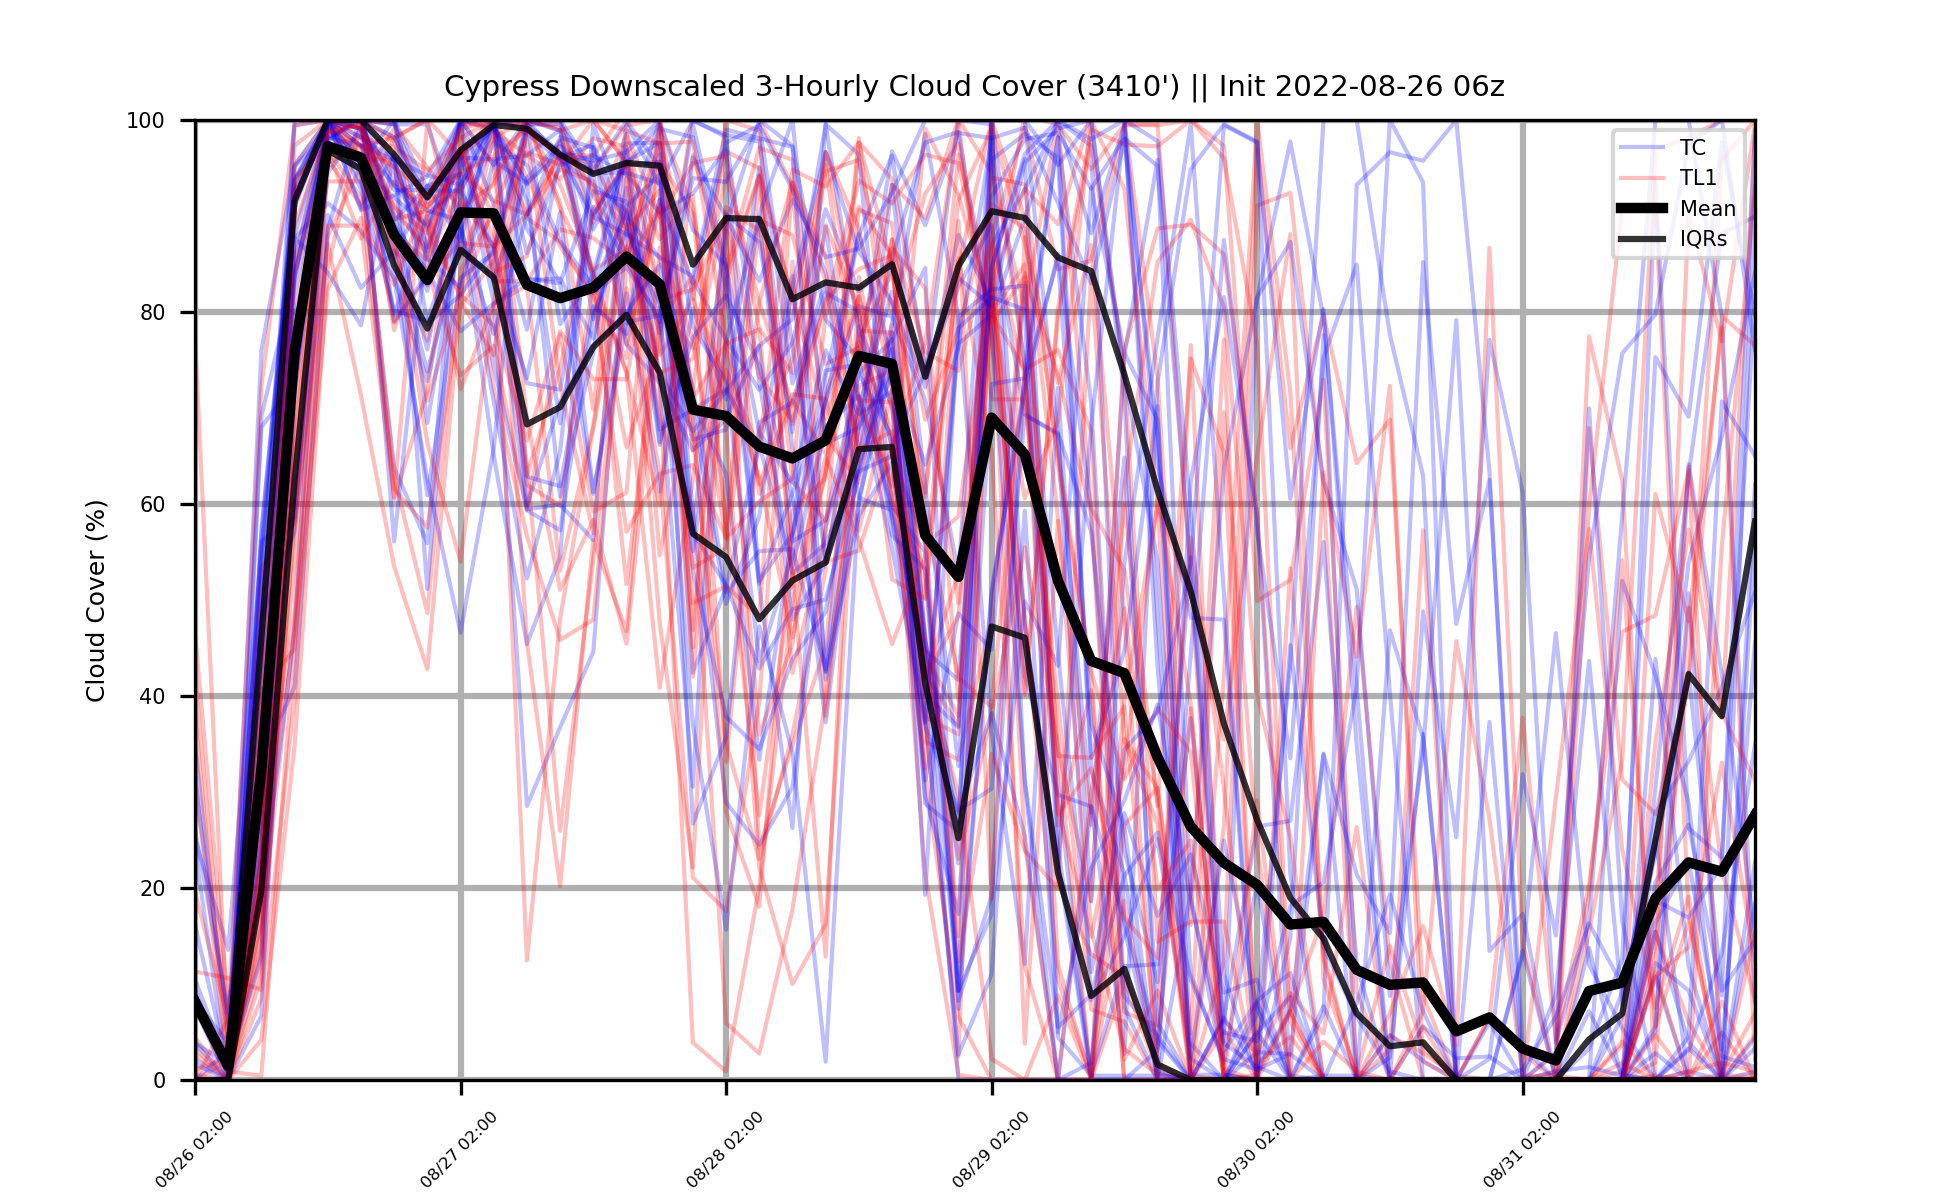 Cypress Downscaled 3-Hourly Cloud Cover (3410') || Init 2022-08-26 06z
Cloud Cover (%)
100
80
60
40
20
0
TC
TL1
Mean
IQRs
08/26 02:00
08/27 02:00
08/28 02:00
08/29 02:00
08/30 02:00
08/31 02:00